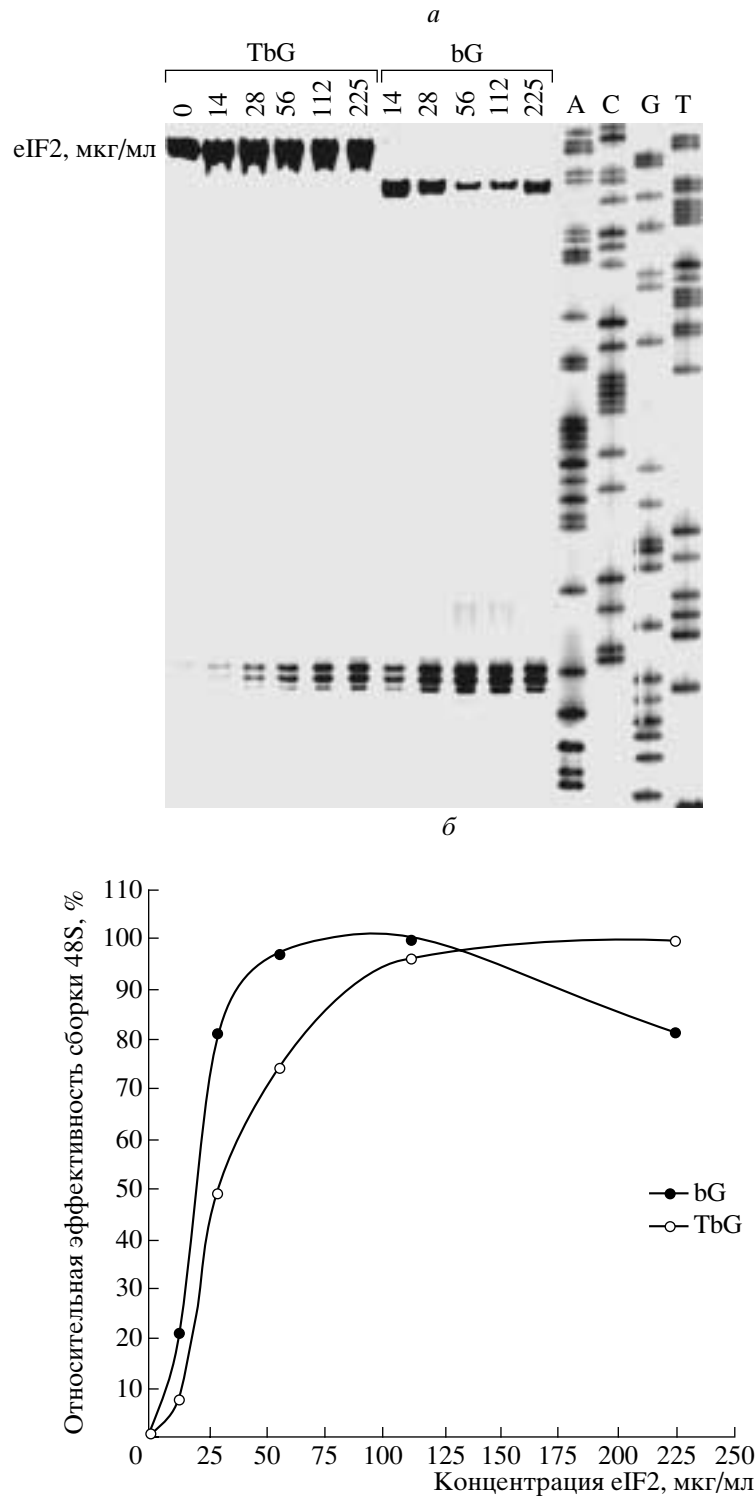 а
TbG bG
0 14 28 56 112 225 14 28 56 112 225 A C G T
eIF2, мкг/мл
б
Относительная эффективность сборки 48S, %
110
100
90
80
70
60
50
40
30
20
10
bG
TbG
0 25 50 75 100 125 150 175 200 225 250
Концентрация eIF2, мкг/мл